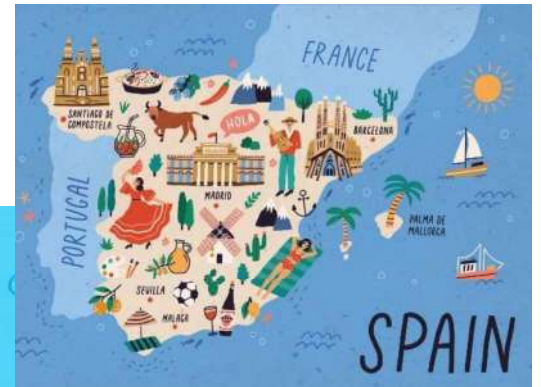 FRANCE
SANTIAGO DE
COMPOSTELA
HOLA
BARCELONA
PORTUGAL
MADRID
PALMA DE
MALLORCA
SEVILLA
MALAGA
SPAIN